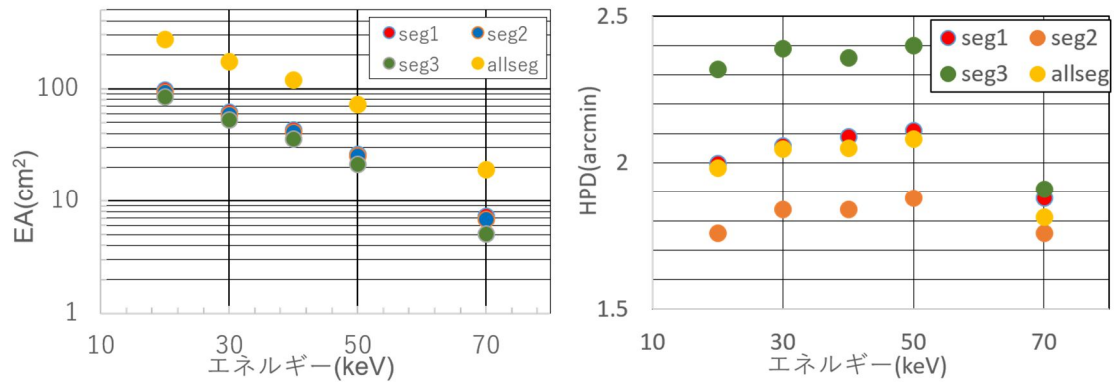 EA(cm²)
100
10
1
seg1 seg2
seg3 allseg
10 30 50 70
エネルギー(keV)
HPD(arcmin)
2.5
2
1.5
seg1 seg2
seg3 allseg
10 30 50 70
エネルギー(keV)